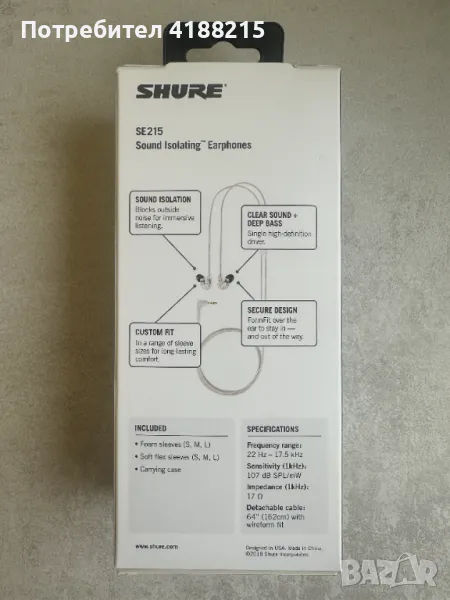 Потребител 4188215
SHURE®
SE215
Sound Isolating™ Earphones
SOUND ISOLATION
Blocks outside
noise for immersive
listening.
CLEAR SOUND +
DEEP BASS
Single high-definition
driver.
CUSTOM FIT
In a range of sleeve
sizes for long-lasting
comfort.
SECURE DESIGN
FormFit over the
ear to stay in —
and out of the way.
INCLUDED
• Foam sleeves (S, M, L)
• Soft flex sleeves (S, M, L)
• Carrying case
SPECIFICATIONS
Frequency range:
22 Hz – 17.5 kHz
Sensitivity (1kHz):
107 dB SPL/mW
Impedance (1kHz):
17 Ω
Detachable cable:
64" (162cm) with
wireform fit
www.shure.com
Designed in USA. Made in China.
©2018 Shure Incorporated
BAZAR